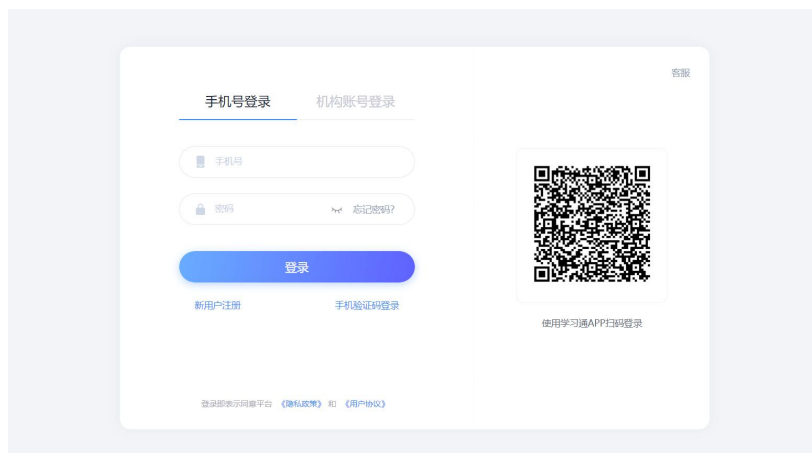 客服
手机号登录 机构账号登录
手机号
密码 忘记密码?
登录
新用户注册 手机验证码登录
使用学习通APP扫码登录
登录即表示同意平台 《隐私政策》 和 《用户协议》